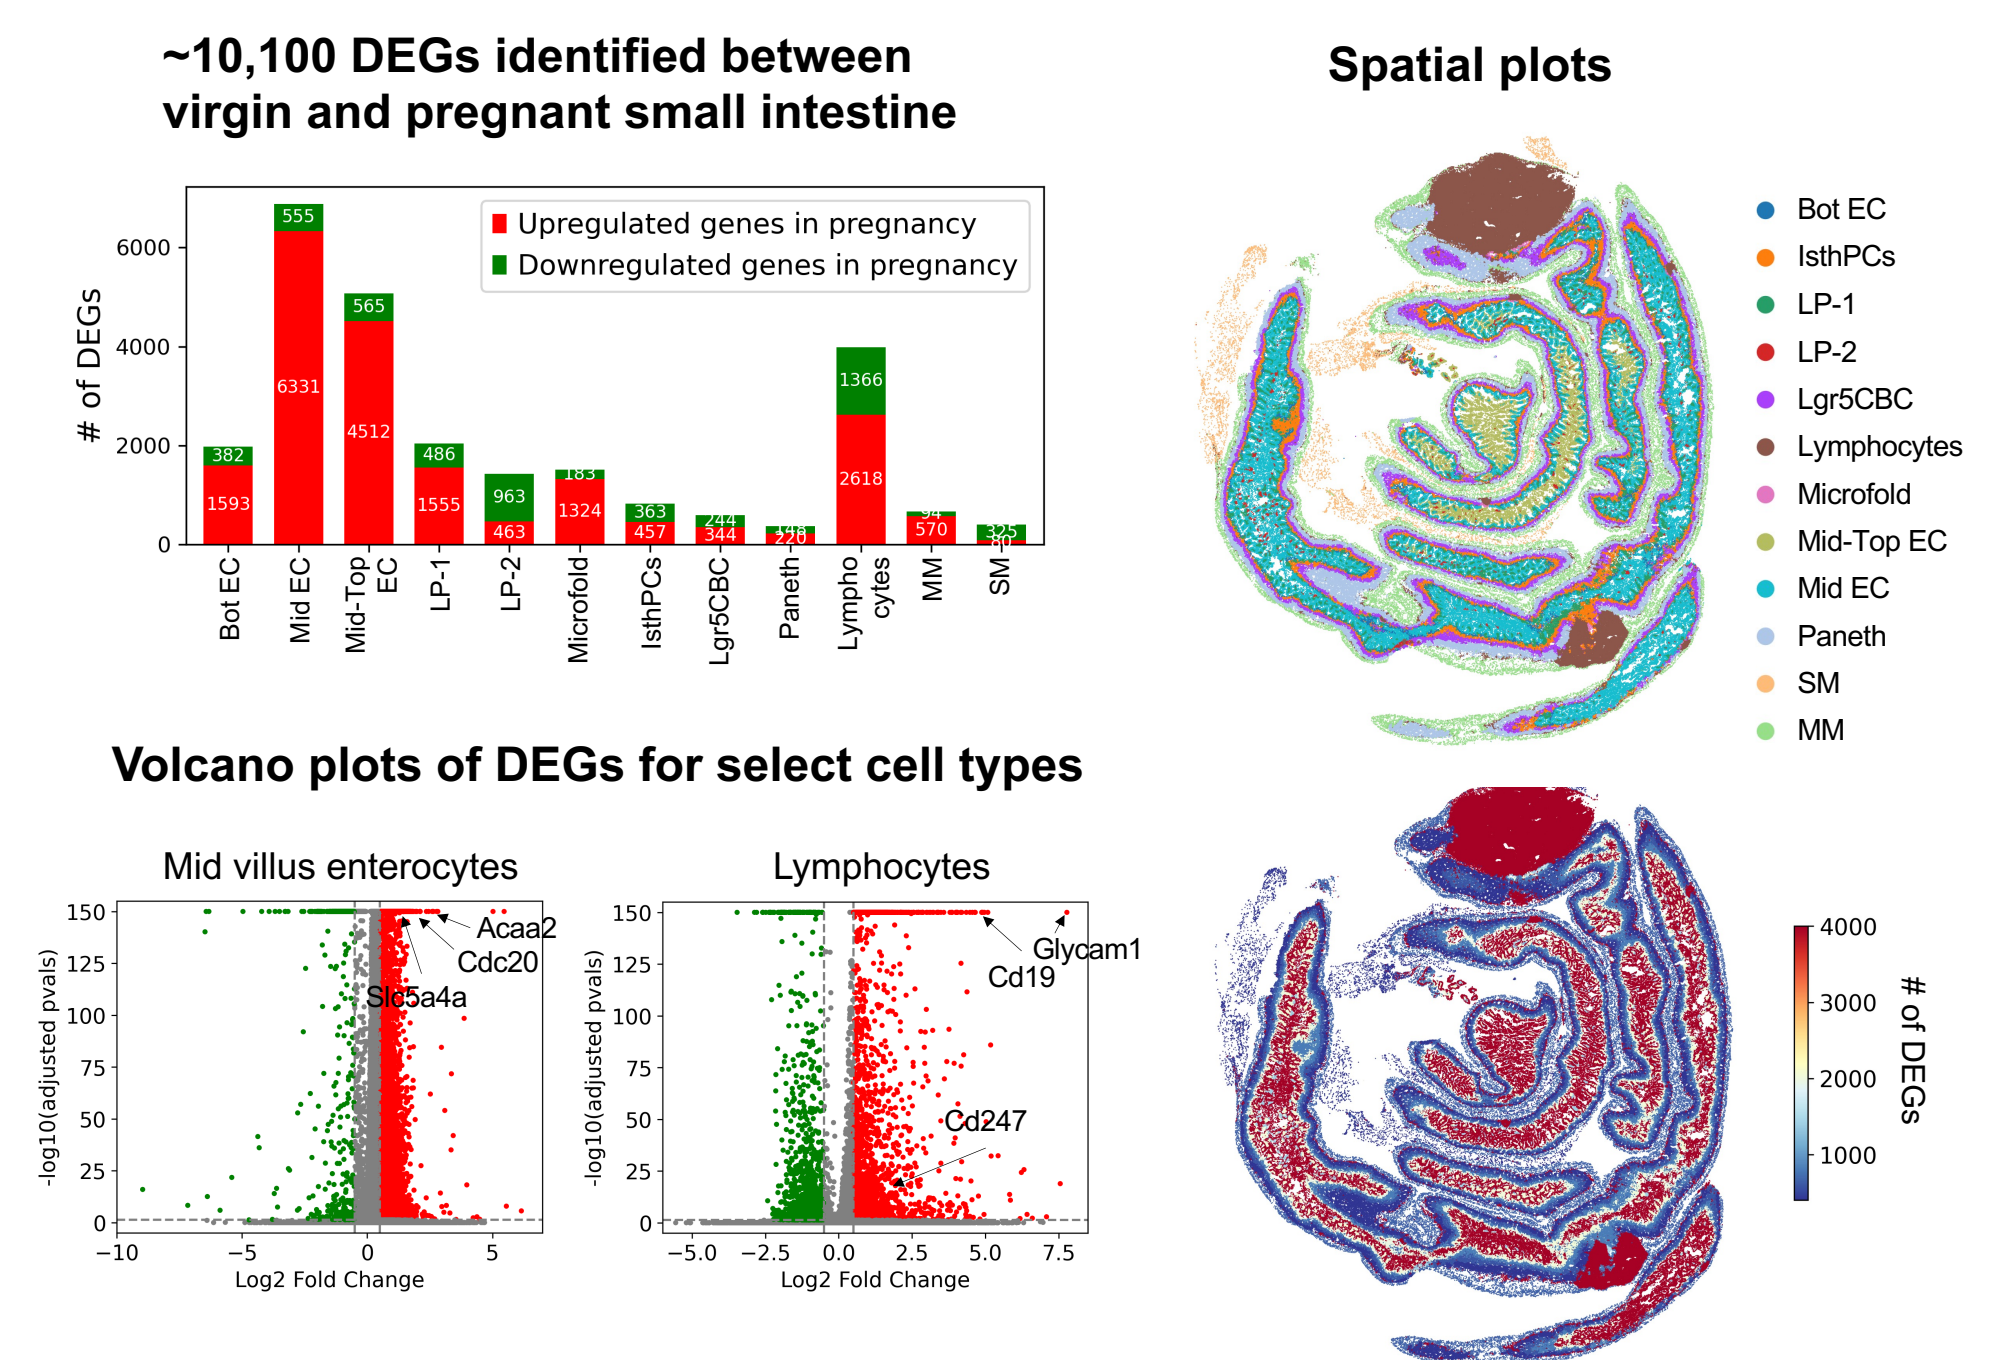 ~10,100 DEGs identified between
virgin and pregnant small intestine
# of DEGs
6000
4000
2000
0
Upregulated genes in pregnancy
Downregulated genes in pregnancy
382
1593
555
6331
565
4512
486
1555
963
463
183
1324
363
457
244
344
148
220
1366
2618
94
570
325
80
Bot EC
Mid EC
Mid-Top
EC
LP-1
LP-2
Microfold
IsthPCs
Lgr5CBC
Paneth
Lympho
cytes
MM
SM
Spatial plots
Bot EC
IsthPCs
LP-1
LP-2
Lgr5CBC
Lymphocytes
Microfold
Mid-Top EC
Mid EC
Paneth
SM
MM
Volcano plots of DEGs for select cell types
Mid villus enterocytes
-log10(adjusted pvals)
150
125
100
75
50
25
0
Acaa2
Cdc20
Slc5a4a
−10
−5
0
5
Log2 Fold Change
Lymphocytes
-log10(adjusted pvals)
150
125
100
75
50
25
0
Glycam1
Cd19
Cd247
−5.0
−2.5
0.0
2.5
5.0
7.5
Log2 Fold Change
4000
3000
2000
1000
# of DEGs